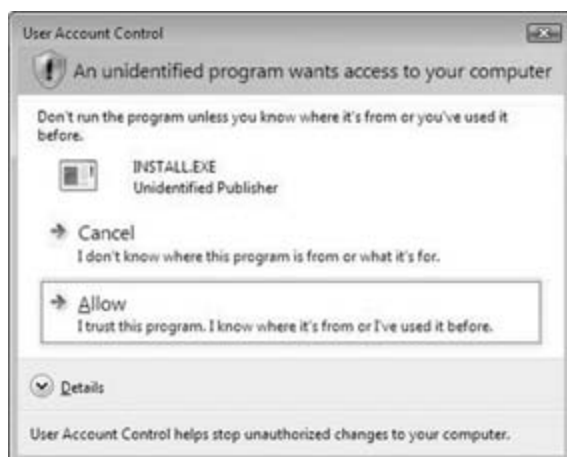 User Account Control
An unidentified program wants access to your computer
Don't run the program unless you know where it's from or you've used it
before.
INSTALL.EXE
Unidentified Publisher
Cancel
I don't know where this program is from or what it's for.
Allow
I trust this program. I know where it's from or I've used it before.
Details
User Account Control helps stop unauthorized changes to your computer.